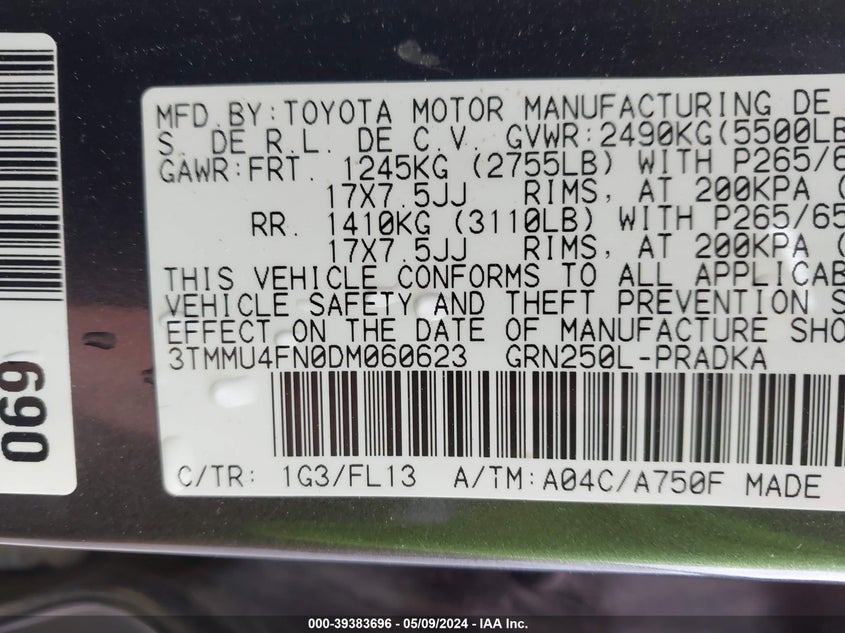 MFD.BY:TOYOTA MOTOR MANUFACTURING DE
S. DE R.L. DE C.V. GVWR:2490KG(5500LB
GAWR:FRT. 1245KG (2755LB) WITH P265/6
17X7.5JJ RIMS, AT 200KPA (
RR. 1410KG (3110LB) WITH P265/65
17X7.5JJ RIMS, AT 200KPA (
THIS VEHICLE CONFORMS TO ALL APPLICAB
VEHICLE SAFETY AND THEFT PREVENTION S
EFFECT ON THE DATE OF MANUFACTURE SHO
3TMMU4FN0DM060623 GRN250L-PRADKA
C/TR: 1G3/FL13 A/TM:A04C/A750F MADE
069
000-39383696 - 05/09/2024 - IAA Inc.